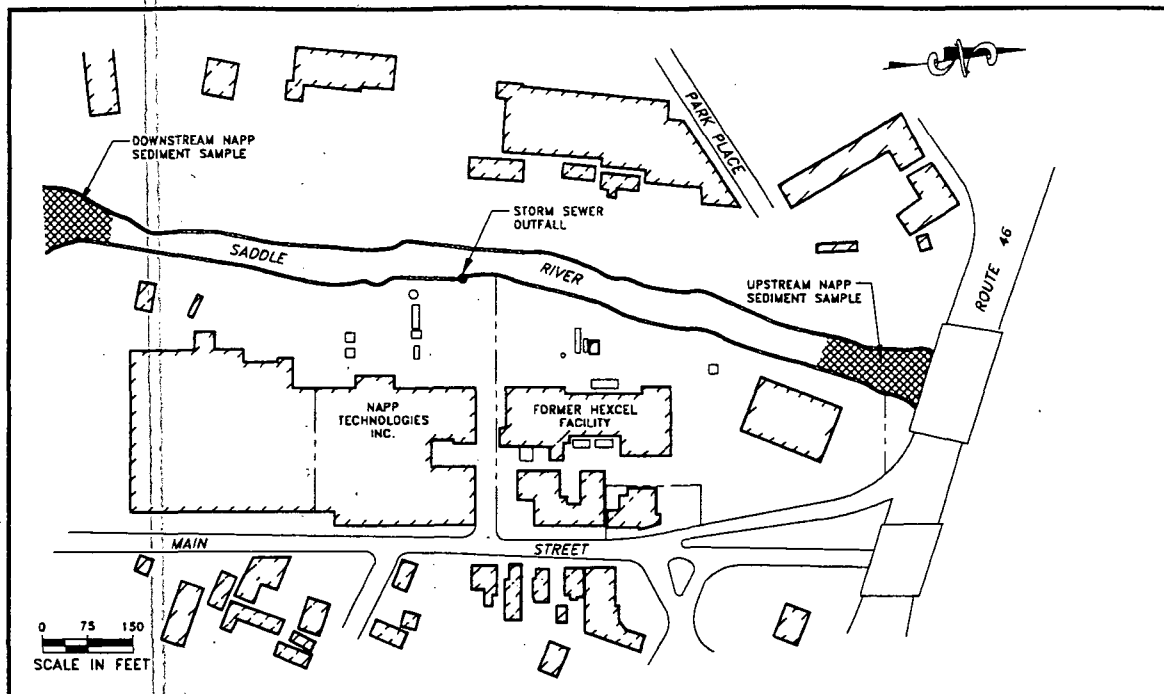 DOWNSTREAM NAPP
SEDIMENT SAMPLE
PARK PLACE
STORM SEWER
OUTFALL
SADDLE
RIVER
ROUTE 46
UPSTREAM NAPP
SEDIMENT SAMPLE
NAPP
TECHNOLOGIES
INC.
FORMER HEXCEL
FACILITY
MAIN
STREET
0 75 150
SCALE IN FEET